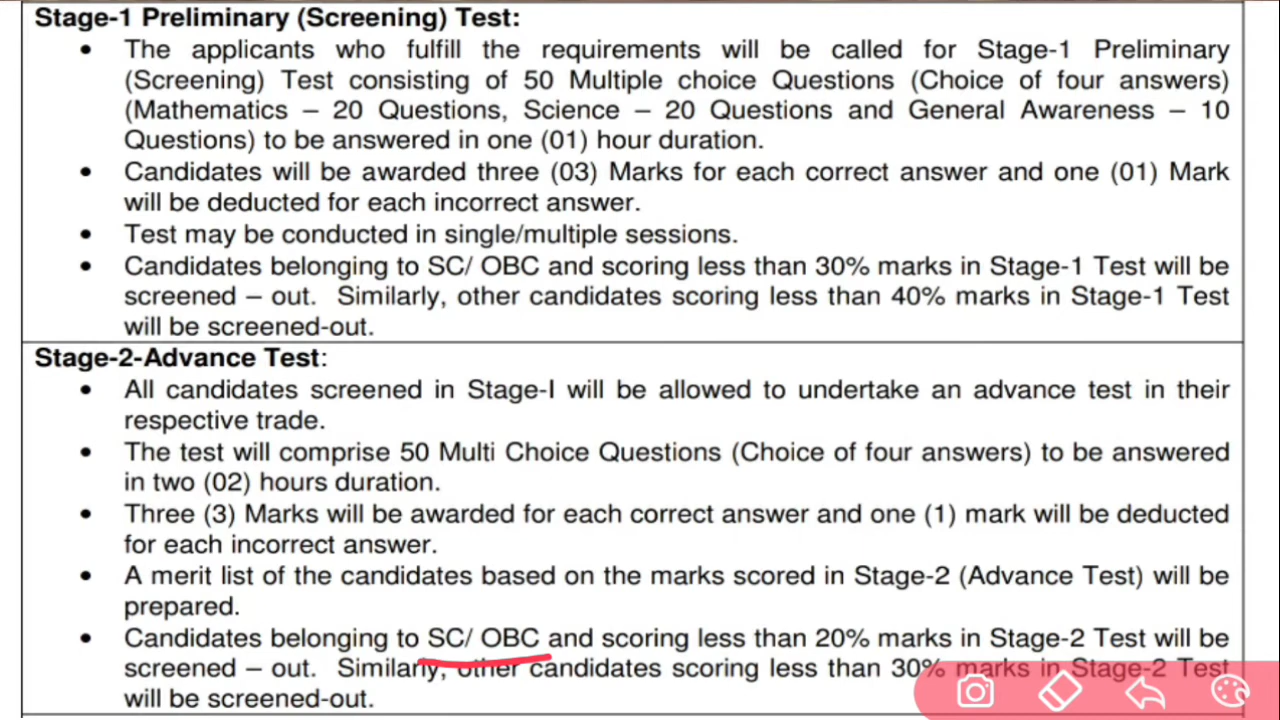 Stage-1 Preliminary (Screening) Test:
• The applicants who fulfill the requirements will be called for Stage-1 Preliminary
(Screening) Test consisting of 50 Multiple choice Questions (Choice of four answers)
(Mathematics – 20 Questions, Science – 20 Questions and General Awareness – 10
Questions) to be answered in one (01) hour duration.
• Candidates will be awarded three (03) Marks for each correct answer and one (01) Mark
will be deducted for each incorrect answer.
• Test may be conducted in single/multiple sessions.
• Candidates belonging to SC/ OBC and scoring less than 30% marks in Stage-1 Test will be
screened – out. Similarly, other candidates scoring less than 40% marks in Stage-1 Test
will be screened-out.
Stage-2-Advance Test:
• All candidates screened in Stage-I will be allowed to undertake an advance test in their
respective trade.
• The test will comprise 50 Multi Choice Questions (Choice of four answers) to be answered
in two (02) hours duration.
• Three (3) Marks will be awarded for each correct answer and one (1) mark will be deducted
for each incorrect answer.
• A merit list of the candidates based on the marks scored in Stage-2 (Advance Test) will be
prepared.
• Candidates belonging to SC/ OBC and scoring less than 20% marks in Stage-2 Test will be
screened – out. Similarly, other candidates scoring less than 30% marks in Stage-2 Test
will be screened-out.